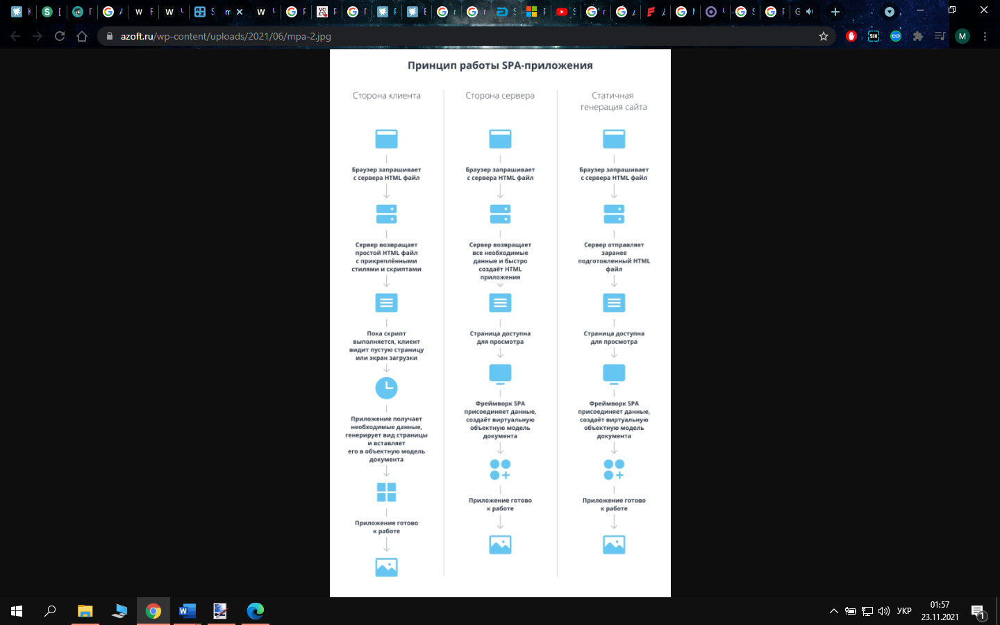 azoft.ru/wp-content/uploads/2021/06/mpa-2.jpg
Принцип работы SPA-приложения
Сторона клиента
Браузер запрашивает
с сервера HTML файл
Сервер возвращает
простой HTML файл
с прикреплёнными
стилями и скриптами
Пока скрипт
выполняется, клиент
видит пустую страницу
или экран загрузки
Приложение получает
необходимые данные,
генерирует вид страницы
и вставляет
его в объектную модель
документа
Приложение готово
к работе
Сторона сервера
Браузер запрашивает
с сервера HTML файл
Сервер возвращает
все необходимые
данные и быстро
создаёт HTML
приложения
Страница доступна
для просмотра
Фреймворк SPA
присоединяет данные,
создаёт виртуальную
объектную модель
документа
Приложение готово
к работе
Статичная
генерация сайта
Браузер запрашивает
с сервера HTML файл
Сервер отправляет
заранее
подготовленный HTML
файл
Страница доступна
для просмотра
Фреймворк SPA
присоединяет данные,
создаёт виртуальную
объектную модель
документа
Приложение готово
к работе
УКР
01:57
23.11.2021
1